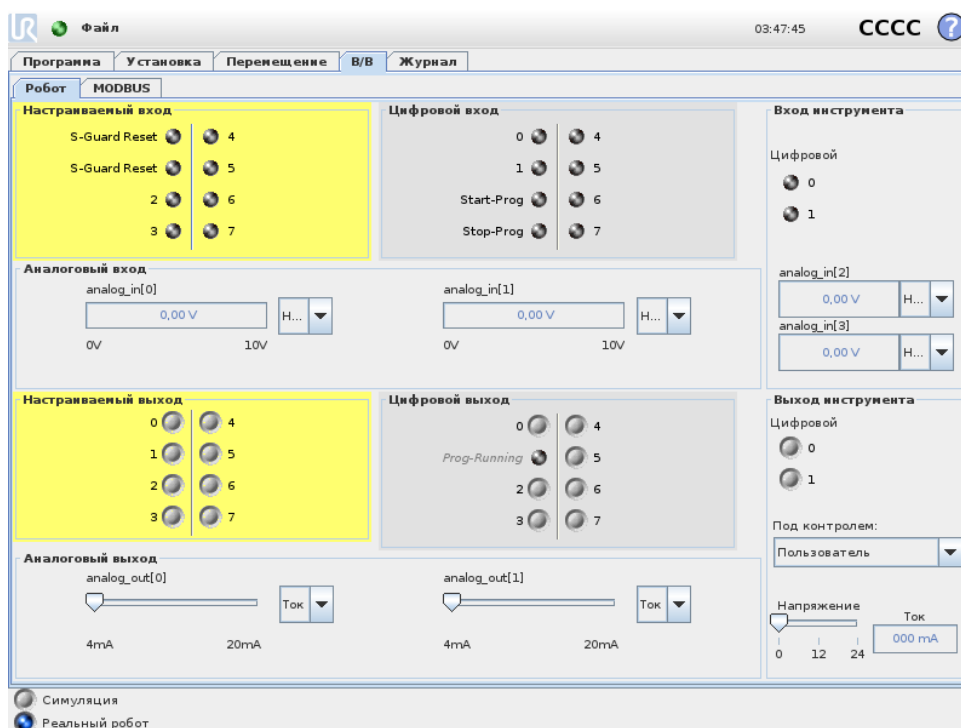 UR Файл 03:47:45 CCCC ?
Программа Установка Перемещение В/В Журнал
Робот MODBUS
Настраиваемый вход
S-Guard Reset 4
S-Guard Reset 5
2 6
3 7
Цифровой вход
0 4
1 5
Start-Prog 6
Stop-Prog 7
Вход инструмента
Цифровой
0
1
analog_in[2]
0,00 V Н...
analog_in[3]
0,00 V Н...
Аналоговый вход
analog_in[0]
0,00 V Н...
0V 10V
analog_in[1]
0,00 V Н...
0V 10V
Настраиваемый выход
0 4
1 5
2 6
3 7
Цифровой выход
0 4
Prog-Running 5
2 6
3 7
Выход инструмента
Цифровой
0
1
Под контролем:
Пользователь
Напряжение
0 12 24
Ток
000 mA
Аналоговый выход
analog_out[0]
Ток
4mA 20mA
analog_out[1]
Ток
4mA 20mA
Симуляция
Реальный робот